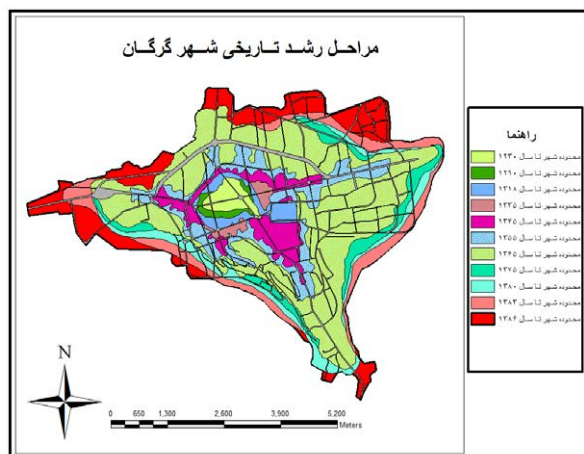 مراحل رشد تاریخی شهر گرگان
راهنما
محدوده شهر تا سال ۱۲۳۰
محدوده شهر تا سال ۱۲۹۰
محدوده شهر تا سال ۱۳۱۸
محدوده شهر تا سال ۱۳۳۵
محدوده شهر تا سال ۱۳۴۵
محدوده شهر تا سال ۱۳۵۵
محدوده شهر تا سال ۱۳۶۵
محدوده شهر تا سال ۱۳۷۵
محدوده شهر تا سال ۱۳۸۰
محدوده شهر تا سال ۱۳۸۳
محدوده شهر تا سال ۱۳۸۶
N
0 650 1,300 2,600 3,900 5,200
Meters